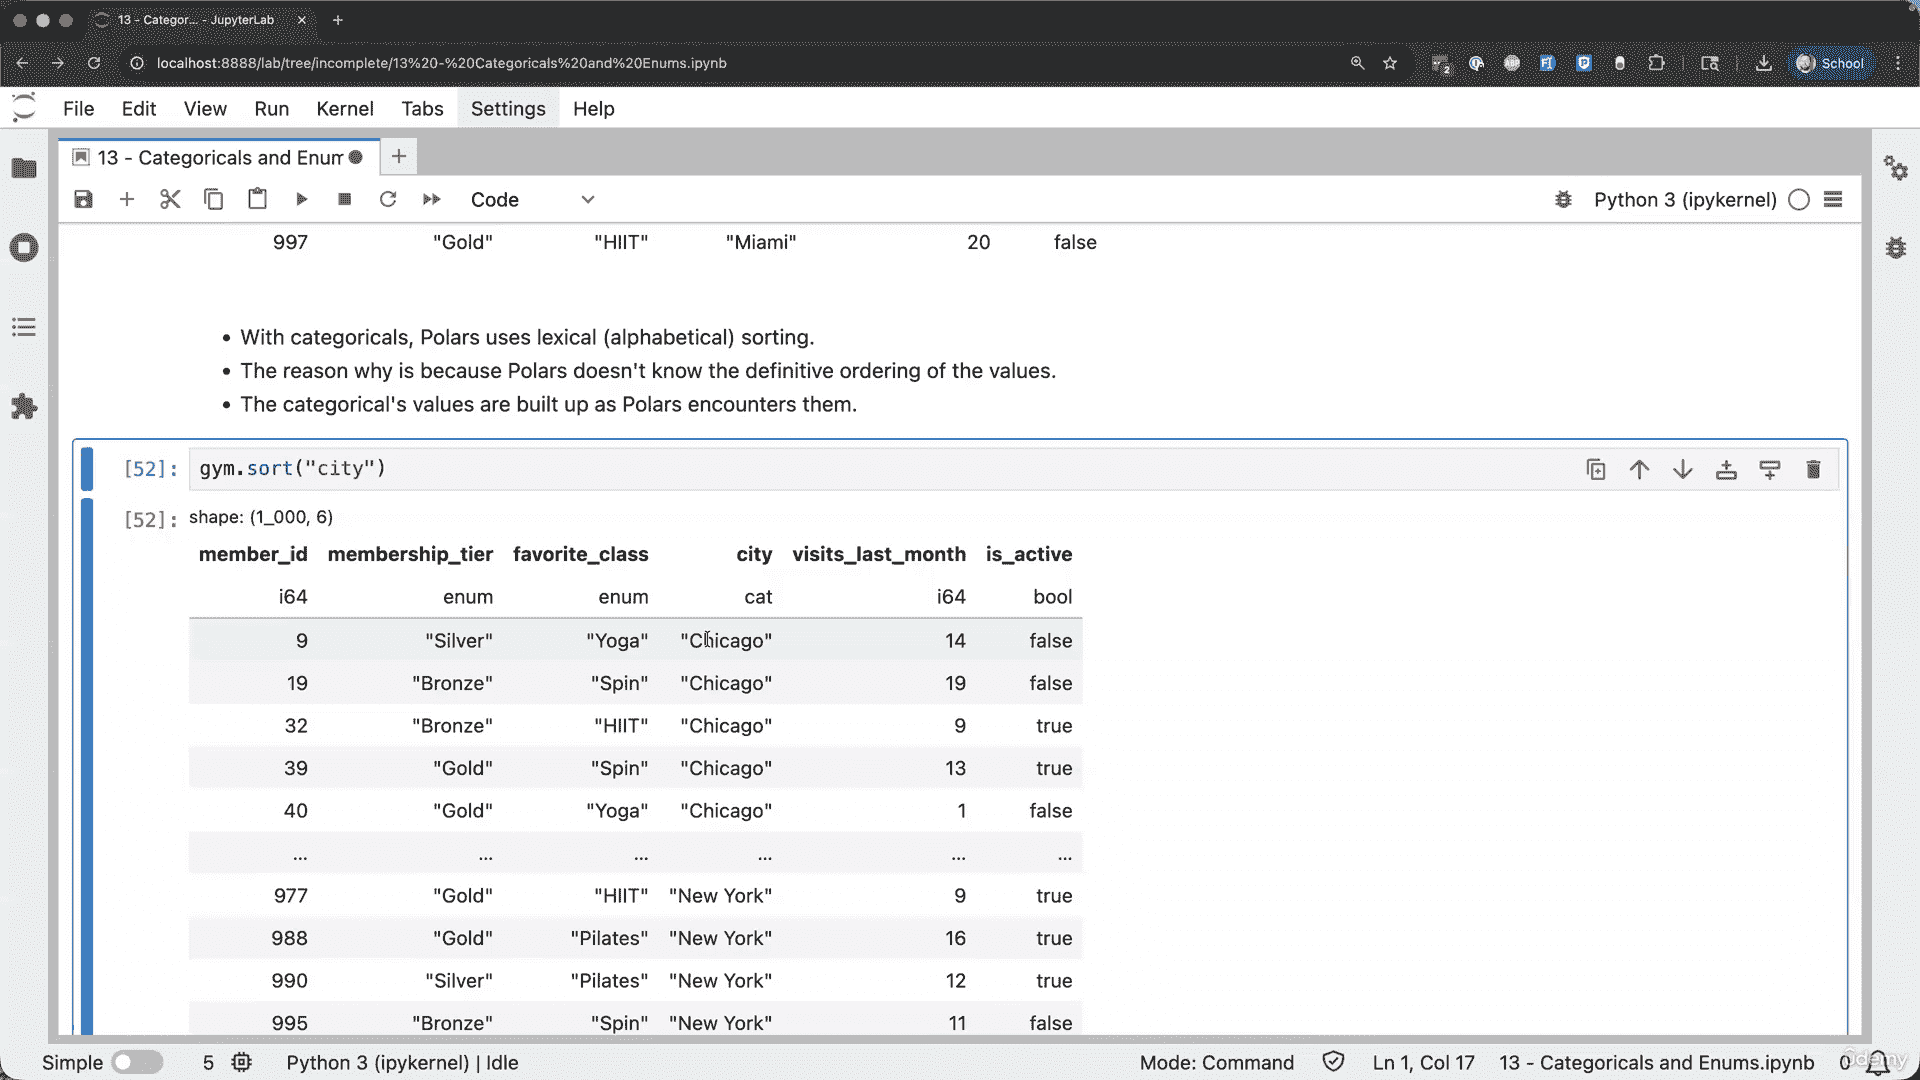 13 - Categor... - JupyterLab
localhost:8888/lab/tree/incomplete/13%20-%20Categoricals%20and%20Enums.ipynb
2
School
File Edit View Run Kernel Tabs Settings Help
13 - Categoricals and Enum
Code
Python 3 (ipykernel)
997 "Gold" "HIIT" "Miami" 20 false
• With categoricals, Polars uses lexical (alphabetical) sorting.
• The reason why is because Polars doesn't know the definitive ordering of the values.
• The categorical's values are built up as Polars encounters them.
[52]: gym.sort("city")
[52]: shape: (1_000, 6)
member_id membership_tier favorite_class city visits_last_month is_active
i64 enum enum cat i64 bool
9 "Silver" "Yoga" "Chicago" 14 false
19 "Bronze" "Spin" "Chicago" 19 false
32 "Bronze" "HIIT" "Chicago" 9 true
39 "Gold" "Spin" "Chicago" 13 true
40 "Gold" "Yoga" "Chicago" 1 false
... ... ... ... ... ...
977 "Gold" "HIIT" "New York" 9 true
988 "Gold" "Pilates" "New York" 16 true
990 "Silver" "Pilates" "New York" 12 true
995 "Bronze" "Spin" "New York" 11 false
Simple 5 Python 3 (ipykernel) | Idle Mode: Command Ln 1, Col 17 13 - Categoricals and Enums.ipynb 0
Udemy